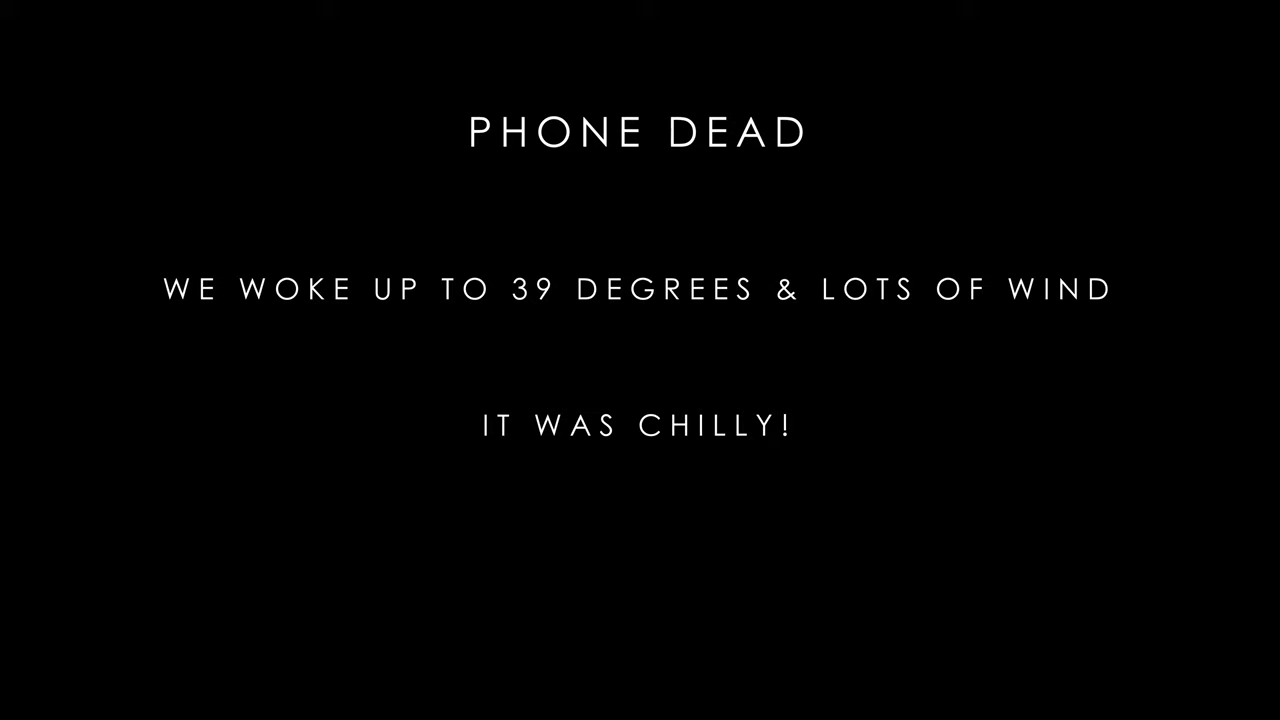 PHONE DEAD
WE WOKE UP TO 39 DEGREES & LOTS OF WIND
IT WAS CHILLY!